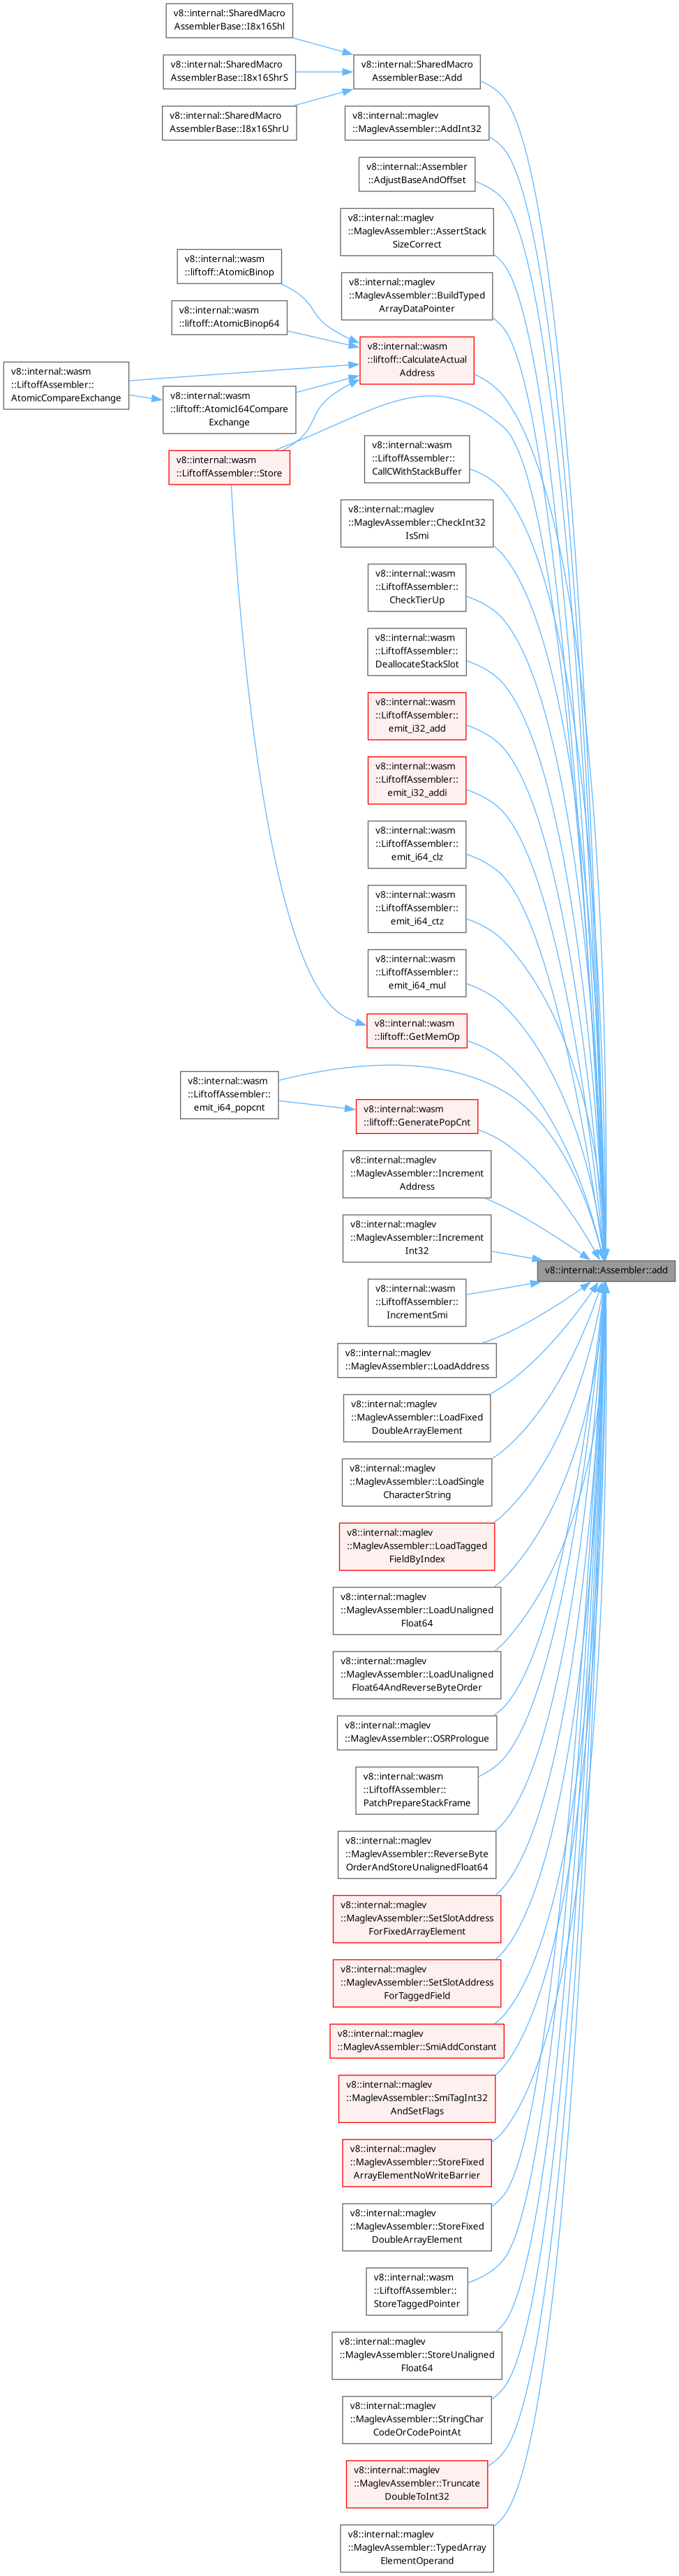 v8::internal::SharedMacro
AssemblerBase::I8x16Shl
v8::internal::SharedMacro
AssemblerBase::I8x16ShrS
v8::internal::SharedMacro
AssemblerBase::Add
v8::internal::SharedMacro
AssemblerBase::I8x16ShrU
v8::internal::maglev
::MaglevAssembler::AddInt32
v8::internal::Assembler
::AdjustBaseAndOffset
v8::internal::maglev
::MaglevAssembler::AssertStack
SizeCorrect
v8::internal::wasm
::liftoff::AtomicBinop
v8::internal::maglev
::MaglevAssembler::BuildTyped
ArrayDataPointer
v8::internal::wasm
::liftoff::AtomicBinop64
v8::internal::wasm
::liftoff::CalculateActual
Address
v8::internal::wasm
::LiftoffAssembler::
AtomicCompareExchange
v8::internal::wasm
::liftoff::AtomicI64Compare
Exchange
v8::internal::wasm
::LiftoffAssembler::Store
v8::internal::wasm
::LiftoffAssembler::
CallCWithStackBuffer
v8::internal::maglev
::MaglevAssembler::CheckInt32
IsSmi
v8::internal::wasm
::LiftoffAssembler::
CheckTierUp
v8::internal::wasm
::LiftoffAssembler::
DeallocateStackSlot
v8::internal::wasm
::LiftoffAssembler::
emit_i32_add
v8::internal::wasm
::LiftoffAssembler::
emit_i32_addi
v8::internal::wasm
::LiftoffAssembler::
emit_i64_clz
v8::internal::wasm
::LiftoffAssembler::
emit_i64_ctz
v8::internal::wasm
::LiftoffAssembler::
emit_i64_mul
v8::internal::wasm
::liftoff::GetMemOp
v8::internal::wasm
::LiftoffAssembler::
emit_i64_popcnt
v8::internal::wasm
::liftoff::GeneratePopCnt
v8::internal::maglev
::MaglevAssembler::Increment
Address
v8::internal::maglev
::MaglevAssembler::Increment
Int32
v8::internal::Assembler::add
v8::internal::wasm
::LiftoffAssembler::
IncrementSmi
v8::internal::maglev
::MaglevAssembler::LoadAddress
v8::internal::maglev
::MaglevAssembler::LoadFixed
DoubleArrayElement
v8::internal::maglev
::MaglevAssembler::LoadSingle
CharacterString
v8::internal::maglev
::MaglevAssembler::LoadTagged
FieldByIndex
v8::internal::maglev
::MaglevAssembler::LoadUnaligned
Float64
v8::internal::maglev
::MaglevAssembler::LoadUnaligned
Float64AndReverseByteOrder
v8::internal::maglev
::MaglevAssembler::OSRPrologue
v8::internal::wasm
::LiftoffAssembler::
PatchPrepareStackFrame
v8::internal::maglev
::MaglevAssembler::ReverseByte
OrderAndStoreUnalignedFloat64
v8::internal::maglev
::MaglevAssembler::SetSlotAddress
ForFixedArrayElement
v8::internal::maglev
::MaglevAssembler::SetSlotAddress
ForTaggedField
v8::internal::maglev
::MaglevAssembler::SmiAddConstant
v8::internal::maglev
::MaglevAssembler::SmiTagInt32
AndSetFlags
v8::internal::maglev
::MaglevAssembler::StoreFixed
ArrayElementNoWriteBarrier
v8::internal::maglev
::MaglevAssembler::StoreFixed
DoubleArrayElement
v8::internal::wasm
::LiftoffAssembler::
StoreTaggedPointer
v8::internal::maglev
::MaglevAssembler::StoreUnaligned
Float64
v8::internal::maglev
::MaglevAssembler::StringChar
CodeOrCodePointAt
v8::internal::maglev
::MaglevAssembler::Truncate
DoubleToInt32
v8::internal::maglev
::MaglevAssembler::TypedArray
ElementOperand